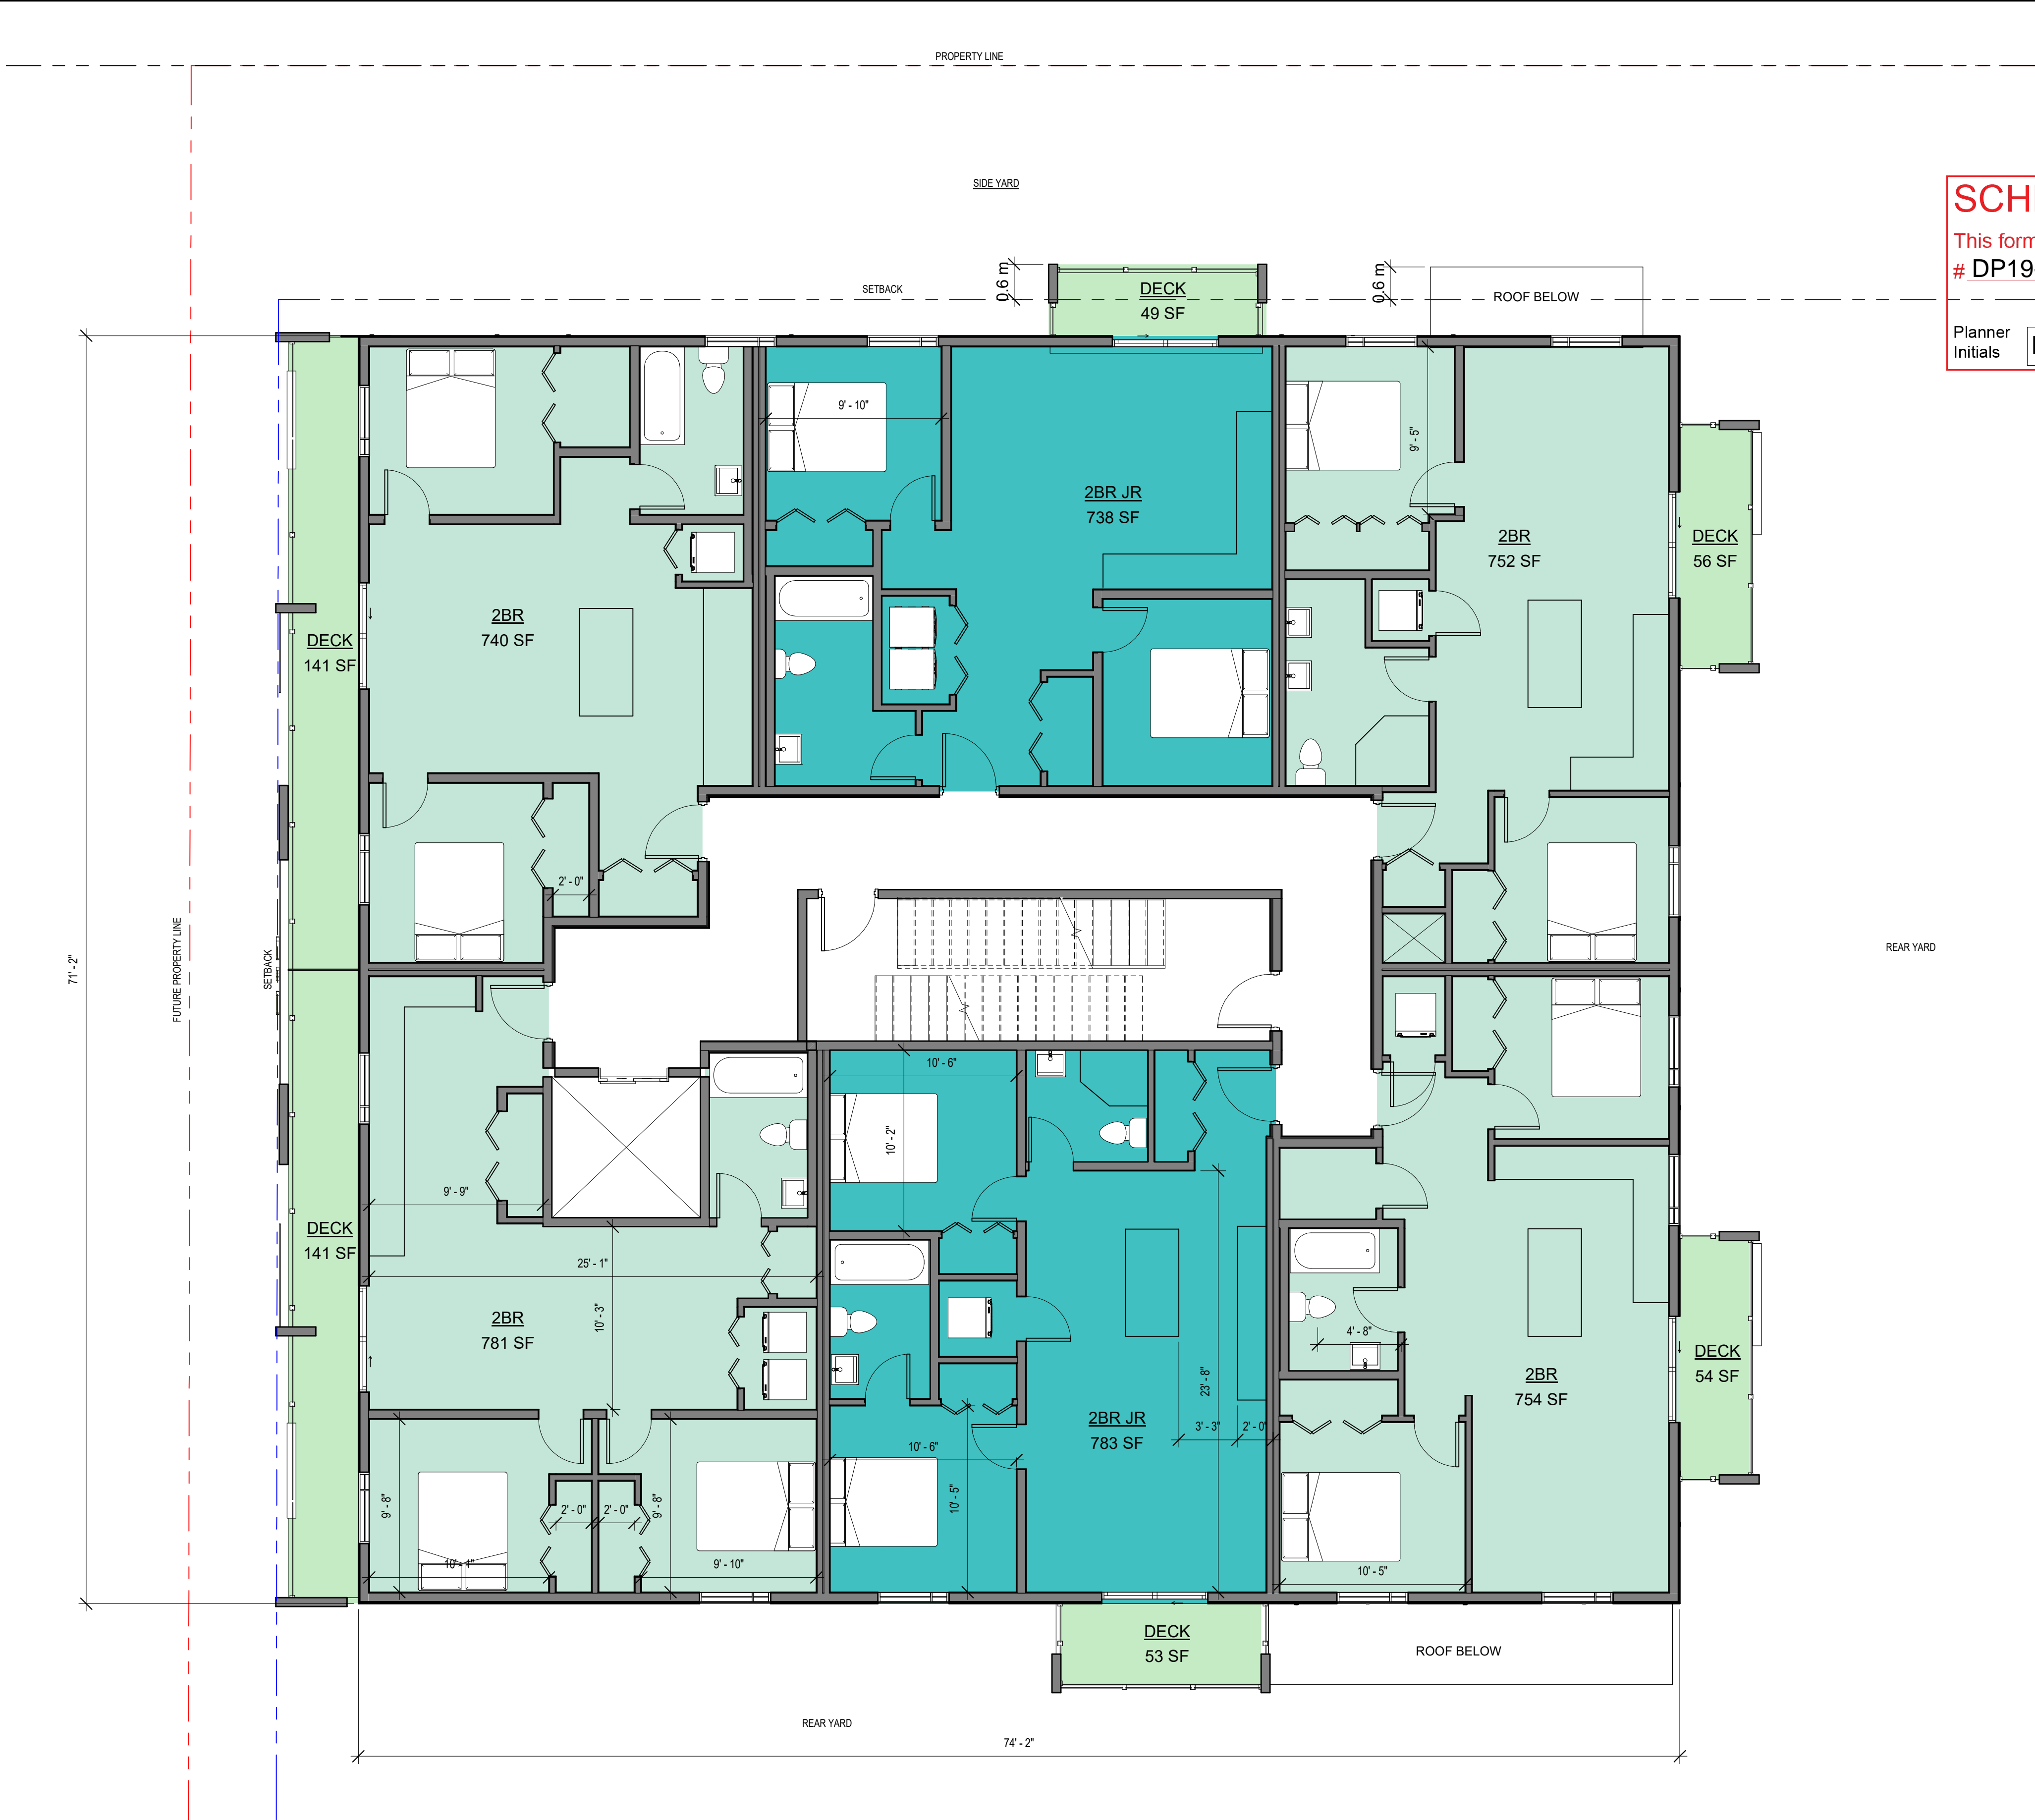 PROPERTY LINE
SIDE YARD
SCH
This form
# DP19
Planner
Initials
SETBACK
0.6 m
DECK
49 SF
0.6 m
ROOF BELOW
9' - 10"
9' - 5"
2BR JR
738 SF
2BR
752 SF
DECK
56 SF
2BR
740 SF
DECK
141 SF
2' - 0"
71' - 2"
FUTURE PROPERTY LINE
SETBACK
REAR YARD
10' - 6"
10' - 2"
9' - 9"
DECK
141 SF
25' - 1"
10' - 3"
2BR
781 SF
4' - 8"
23' - 8"
DECK
54 SF
2BR
754 SF
2BR JR
783 SF
3' - 3"
2' - 0"
10' - 6"
10' - 5"
9' - 8"
2' - 0"
2' - 0"
9' - 8"
10' - 1"
9' - 10"
10' - 5"
DECK
53 SF
ROOF BELOW
REAR YARD
74' - 2"